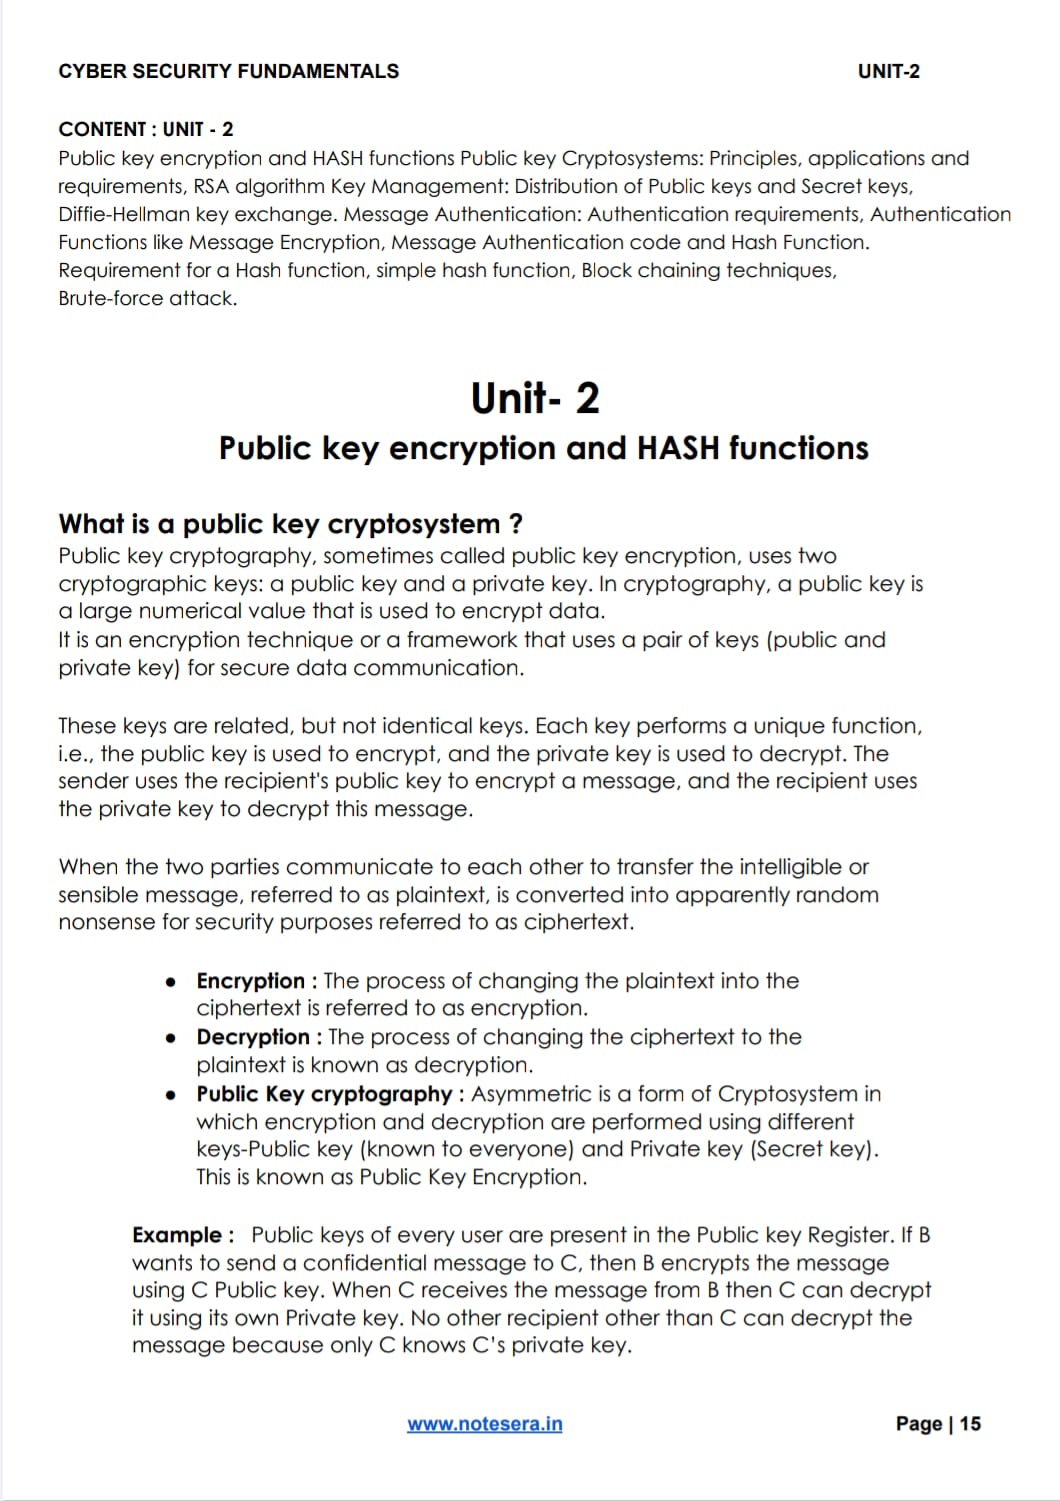 CYBER SECURITY FUNDAMENTALS UNIT-2
CONTENT : UNIT - 2
Public key encryption and HASH functions Public key Cryptosystems: Principles, applications and
requirements, RSA algorithm Key Management: Distribution of Public keys and Secret keys,
Diffie-Hellman key exchange. Message Authentication: Authentication requirements, Authentication
Functions like Message Encryption, Message Authentication code and Hash Function.
Requirement for a Hash function, simple hash function, Block chaining techniques,
Brute-force attack.
Unit- 2
Public key encryption and HASH functions
What is a public key cryptosystem ?
Public key cryptography, sometimes called public key encryption, uses two
cryptographic keys: a public key and a private key. In cryptography, a public key is
a large numerical value that is used to encrypt data.
It is an encryption technique or a framework that uses a pair of keys (public and
private key) for secure data communication.
These keys are related, but not identical keys. Each key performs a unique function,
i.e., the public key is used to encrypt, and the private key is used to decrypt. The
sender uses the recipient's public key to encrypt a message, and the recipient uses
the private key to decrypt this message.
When the two parties communicate to each other to transfer the intelligible or
sensible message, referred to as plaintext, is converted into apparently random
nonsense for security purposes referred to as ciphertext.
● Encryption : The process of changing the plaintext into the
ciphertext is referred to as encryption.
● Decryption : The process of changing the ciphertext to the
plaintext is known as decryption.
● Public Key cryptography : Asymmetric is a form of Cryptosystem in
which encryption and decryption are performed using different
keys-Public key (known to everyone) and Private key (Secret key).
This is known as Public Key Encryption.
Example : Public keys of every user are present in the Public key Register. If B
wants to send a confidential message to C, then B encrypts the message
using C Public key. When C receives the message from B then C can decrypt
it using its own Private key. No other recipient other than C can decrypt the
message because only C knows C's private key.
www.notesera.in Page | 15